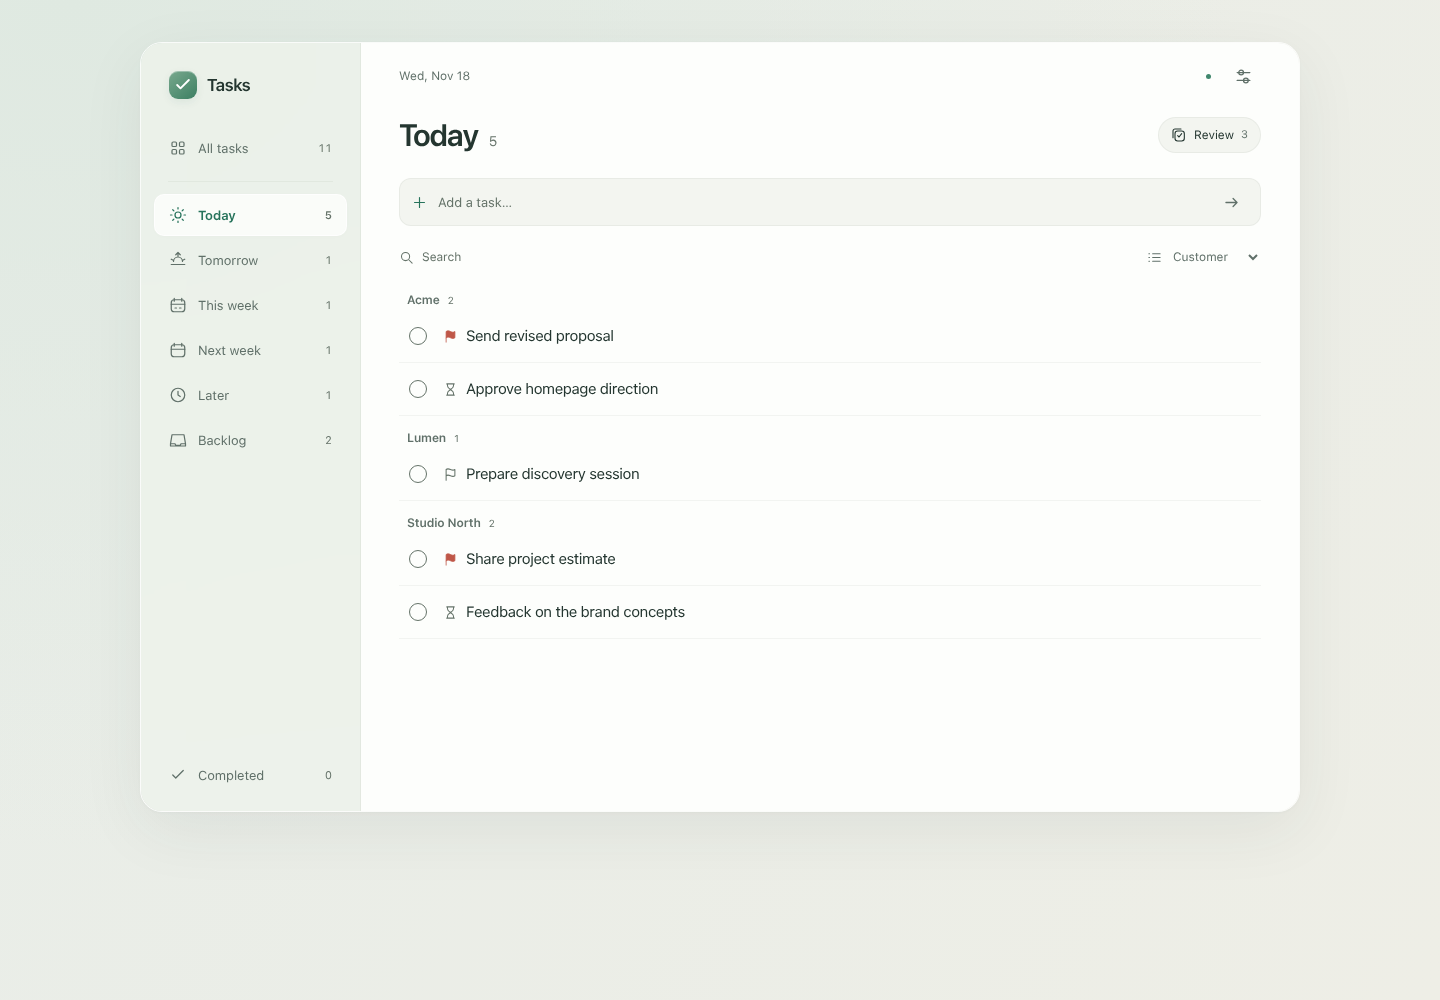 Tasks
All tasks 11
Today 5
Tomorrow 1
This week 1
Next week 1
Later 1
Backlog 2
Completed 0
Wed, Nov 18
Today 5
Review 3
Add a task...
Search
Customer
Acme 2
Send revised proposal
Approve homepage direction
Lumen 1
Prepare discovery session
Studio North 2
Share project estimate
Feedback on the brand concepts